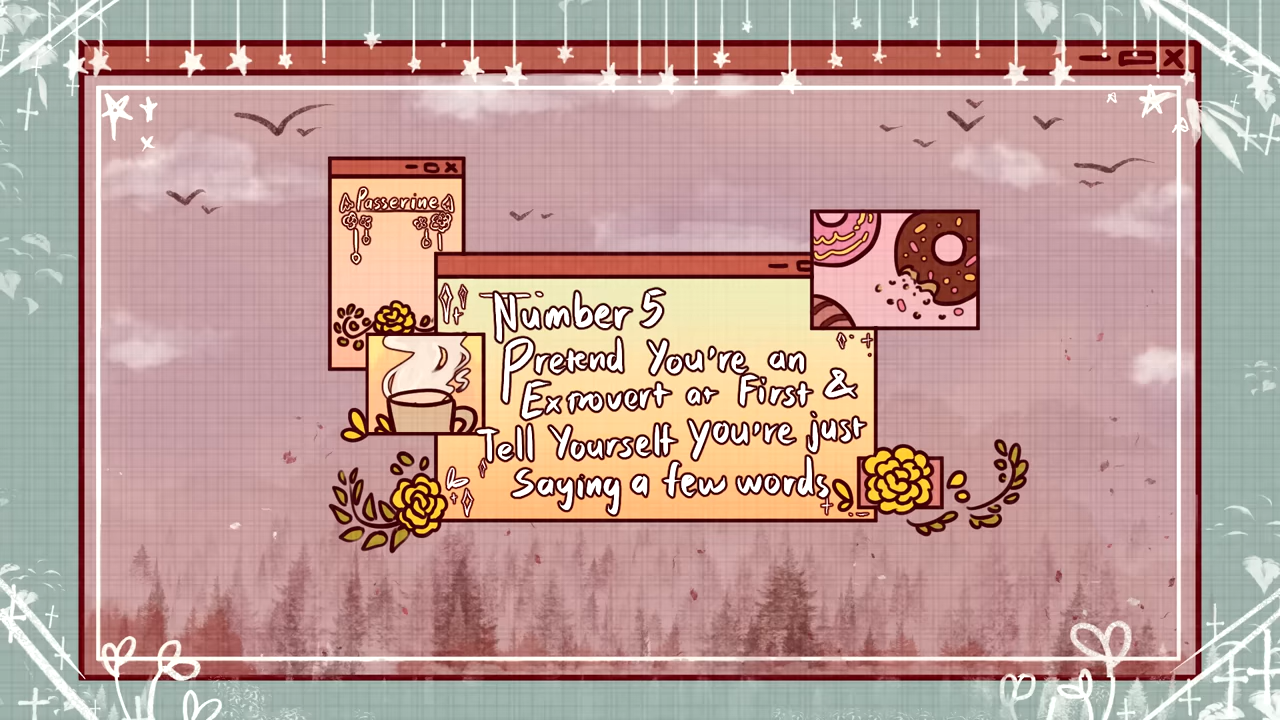 Passerine
Number 5
Pretend You're an
Extrovert at First &
Tell Yourself you're just
Saying a few words